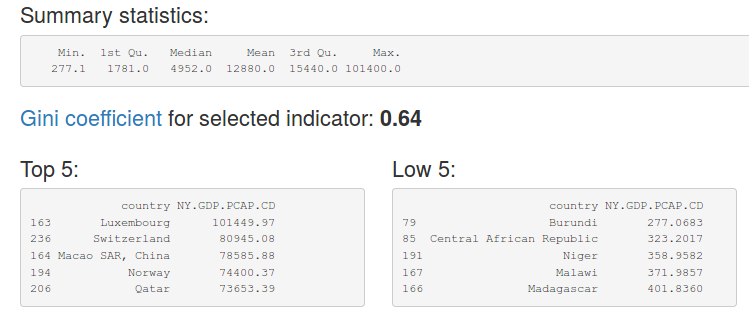 Summary statistics:
Min. 1st Qu. Median Mean 3rd Qu. Max.
277.1 1781.0 4952.0 12880.0 15440.0 101400.0
Gini coefficient for selected indicator: 0.64
Top 5:
country NY.GDP.PCAP.CD
163 Luxembourg 101449.97
236 Switzerland 80945.08
164 Macao SAR, China 78585.88
194 Norway 74400.37
206 Qatar 73653.39
Low 5:
country NY.GDP.PCAP.CD
79 Burundi 277.0683
85 Central African Republic 323.2017
191 Niger 358.9582
167 Malawi 371.9857
166 Madagascar 401.8360